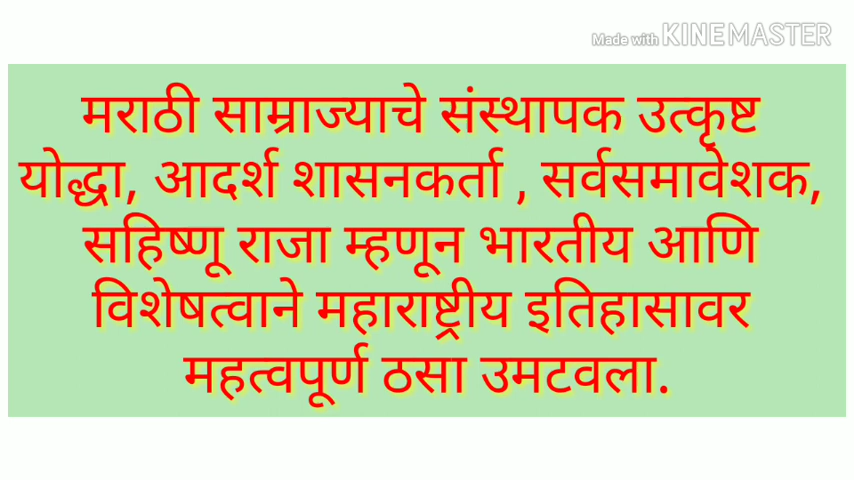 Made with KINEMASTER
मराठी साम्राज्याचे संस्थापक उत्कृष्ट
योद्धा, आदर्श शासनकर्ता , सर्वसमावेशक,
सहिष्णू राजा म्हणून भारतीय आणि
विशेषत्वाने महाराष्ट्रीय इतिहासावर
महत्वपूर्ण ठसा उमटवला.